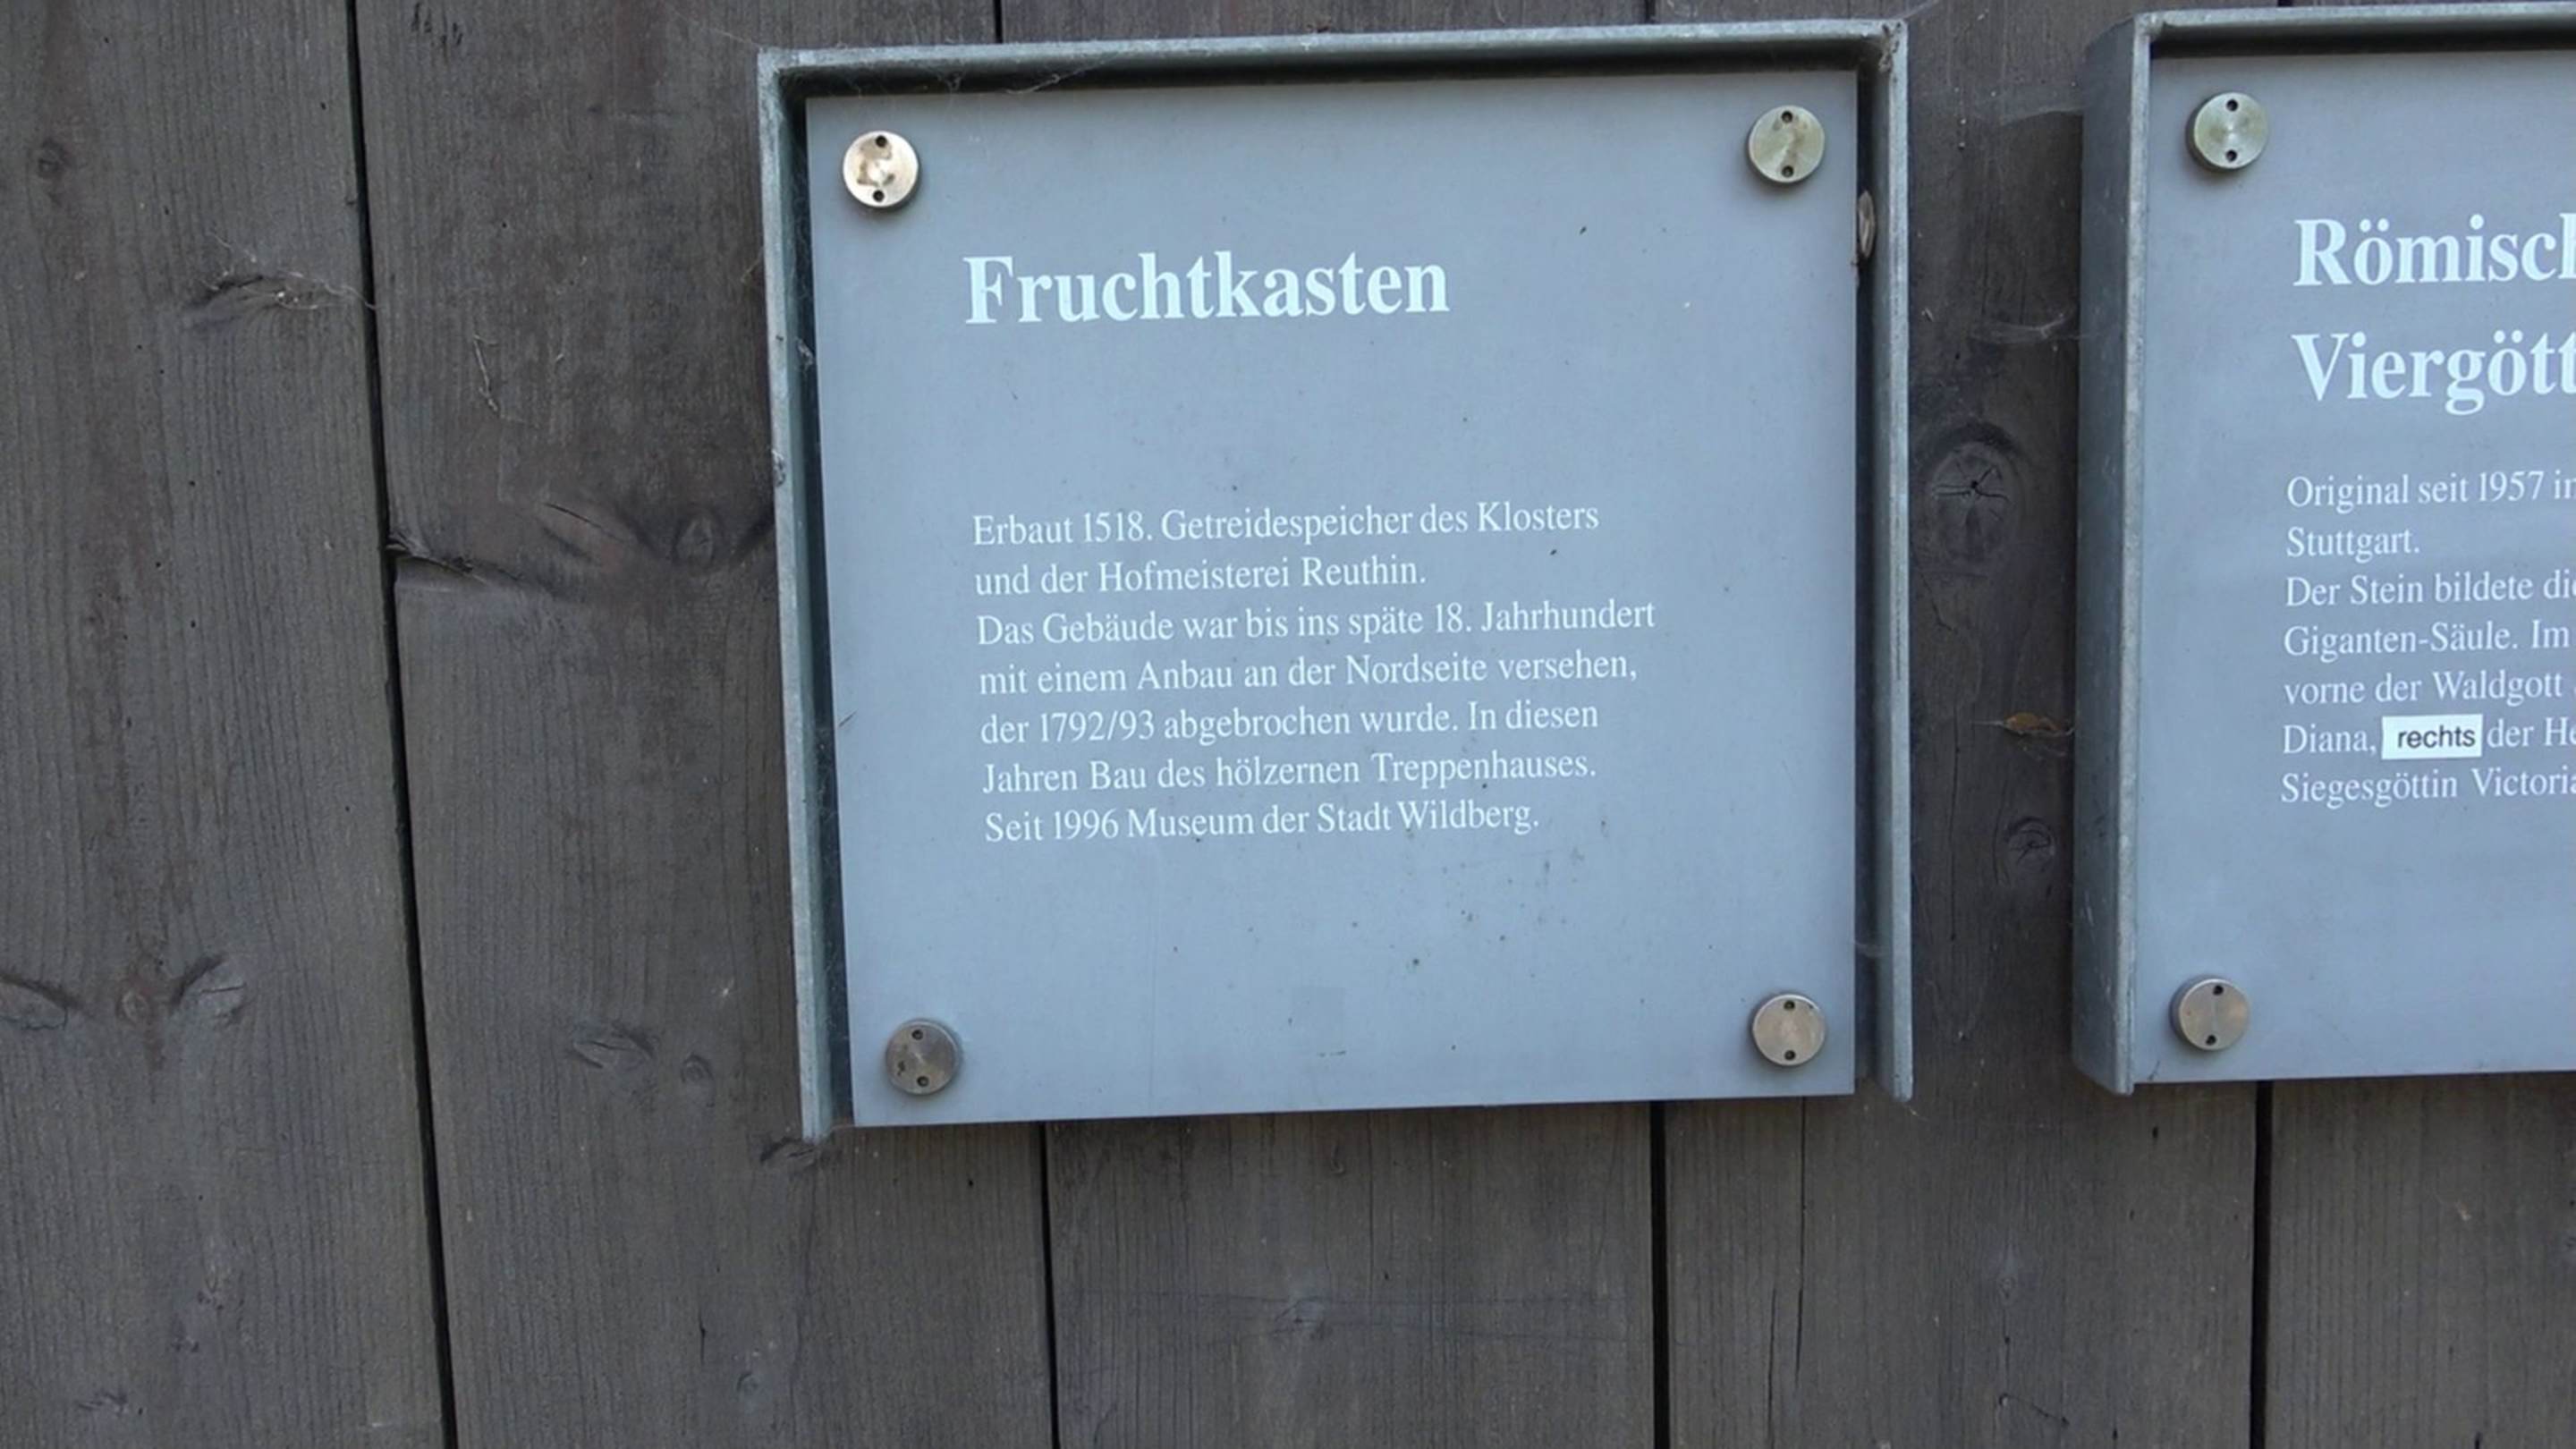 Fruchtkasten
Erbaut 1518. Getreidespeicher des Klosters
und der Hofmeisterei Reuthin.
Das Gebäude war bis ins späte 18. Jahrhundert
mit einem Anbau an der Nordseite versehen,
der 1792/93 abgebrochen wurde. In diesen
Jahren Bau des hölzernen Treppenhauses.
Seit 1996 Museum der Stadt Wildberg.
Original seit 1957
Stuttgart.
Der Stein bildete
Giganten-Säule. Im
vorne der Waldgott
Diana, rechts der
Siegesgöttin